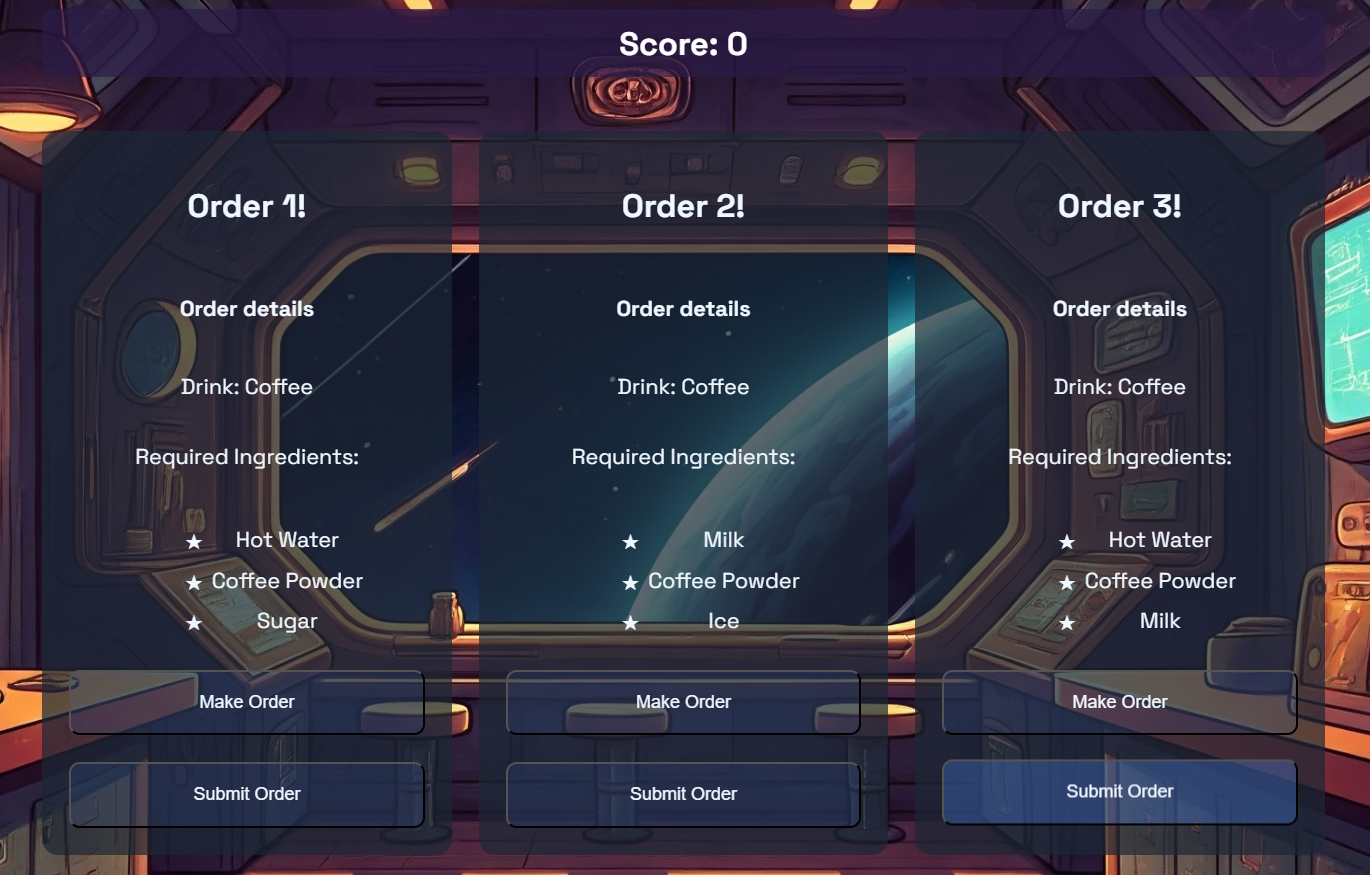 Score: 0
Order 1!
Order details
Drink: Coffee
Required Ingredients:
★ Hot Water
★ Coffee Powder
★ Sugar
Make Order
Submit Order
Order 2!
Order details
Drink: Coffee
Required Ingredients:
★ Milk
★ Coffee Powder
★ Ice
Make Order
Submit Order
Order 3!
Order details
Drink: Coffee
Required Ingredients:
★ Hot Water
★ Coffee Powder
★ Milk
Make Order
Submit Order